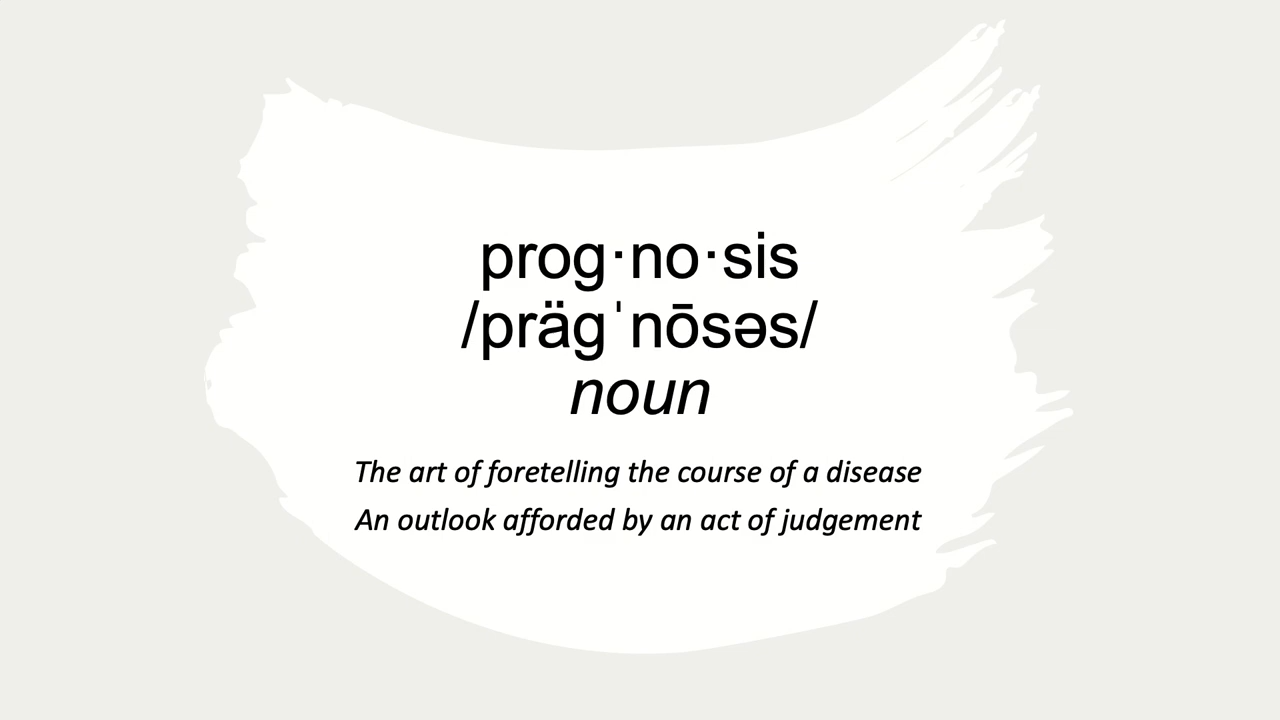 prog·no·sis
/präɡˈnōsəs/
noun
The art of foretelling the course of a disease
An outlook afforded by an act of judgement